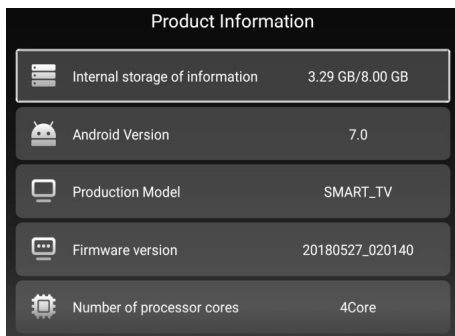 Product Information
Internal storage of information 3.29 GB/8.00 GB
Android Version 7.0
Production Model SMART_TV
Firmware version 20180527_020140
Number of processor cores 4Core